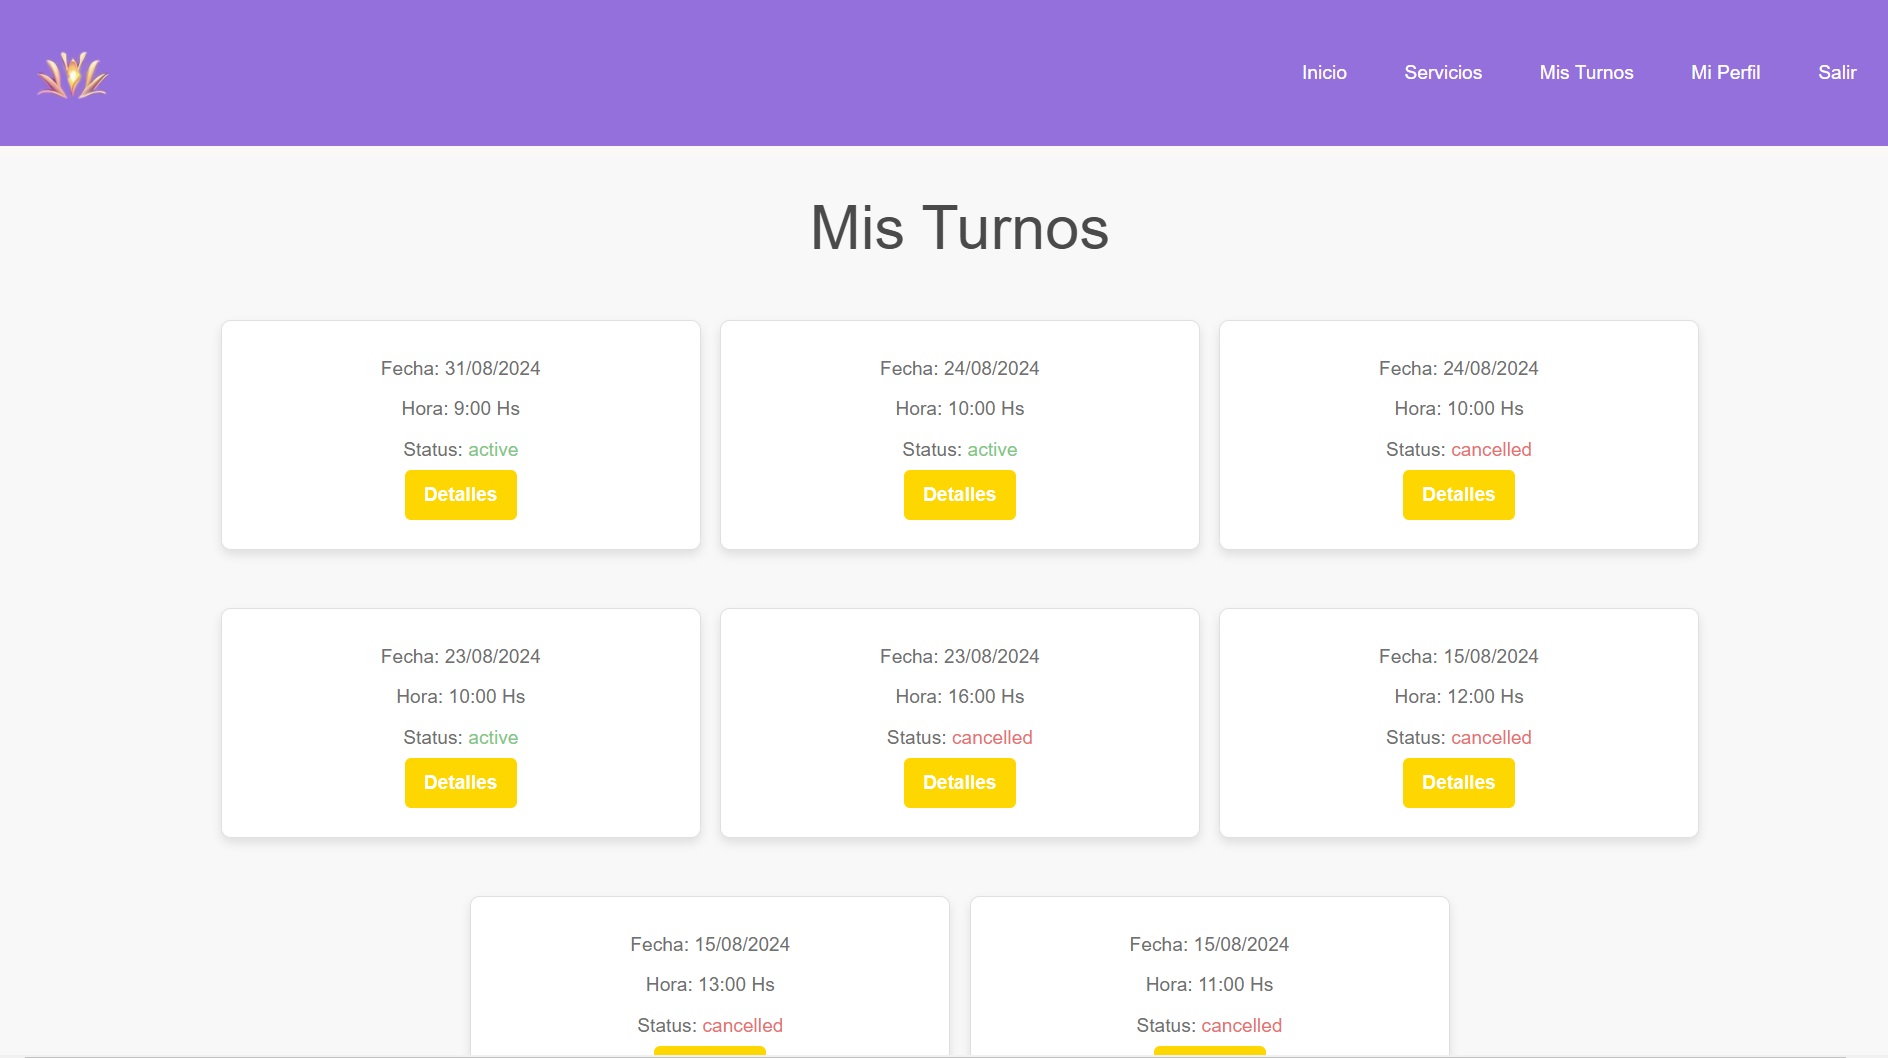 Inicio Servicios Mis Turnos Mi Perfil Salir
Mis Turnos
Fecha: 31/08/2024
Hora: 9:00 Hs
Status: active
Detalles
Fecha: 24/08/2024
Hora: 10:00 Hs
Status: active
Detalles
Fecha: 24/08/2024
Hora: 10:00 Hs
Status: cancelled
Detalles
Fecha: 23/08/2024
Hora: 10:00 Hs
Status: active
Detalles
Fecha: 23/08/2024
Hora: 16:00 Hs
Status: cancelled
Detalles
Fecha: 15/08/2024
Hora: 12:00 Hs
Status: cancelled
Detalles
Fecha: 15/08/2024
Hora: 13:00 Hs
Status: cancelled
Fecha: 15/08/2024
Hora: 11:00 Hs
Status: cancelled